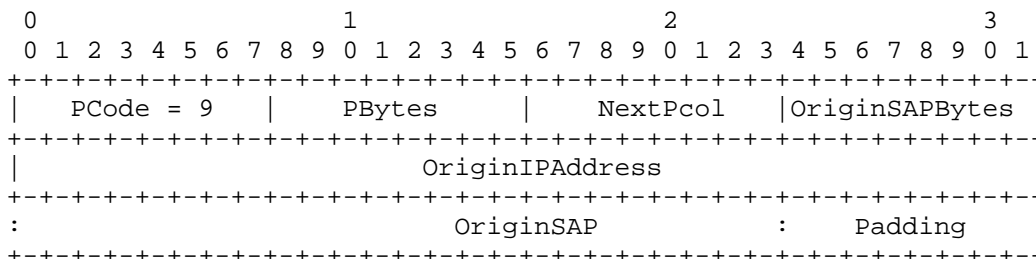 0                   1                   2                   3
 0 1 2 3 4 5 6 7 8 9 0 1 2 3 4 5 6 7 8 9 0 1 2 3 4 5 6 7 8 9 0 1
+-+-+-+-+-+-+-+-+-+-+-+-+-+-+-+-+-+-+-+-+-+-+-+-+-+-+-+-+-+-+-+-
|   PCode = 9   |    PBytes     |    NextPcol   |OriginSAPBytes
+-+-+-+-+-+-+-+-+-+-+-+-+-+-+-+-+-+-+-+-+-+-+-+-+-+-+-+-+-+-+-+-
|                         OriginIPAddress
+-+-+-+-+-+-+-+-+-+-+-+-+-+-+-+-+-+-+-+-+-+-+-+-+-+-+-+-+-+-+-+-
:                           OriginSAP           :    Padding
+-+-+-+-+-+-+-+-+-+-+-+-+-+-+-+-+-+-+-+-+-+-+-+-+-+-+-+-+-+-+-+-